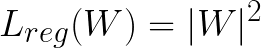 L_{reg}(W) = |W|^2